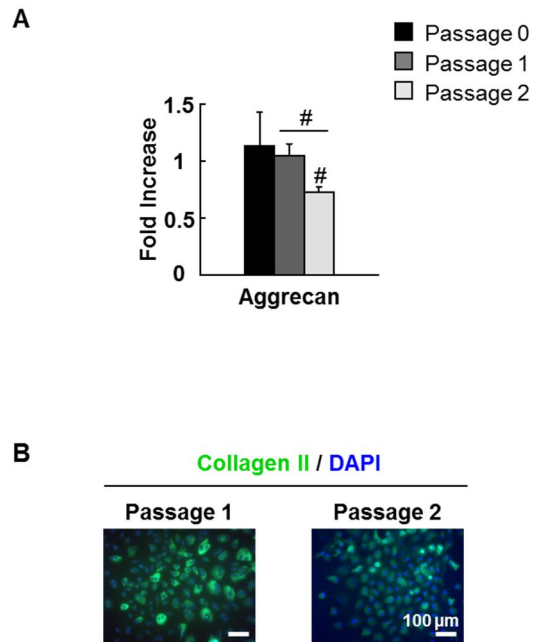 A
Passage 0
Passage 1
Passage 2
1.5
1
0.5
0
Fold Increase
#
#
Aggrecan
B
Collagen II / DAPI
Passage 1
Passage 2
100 µm